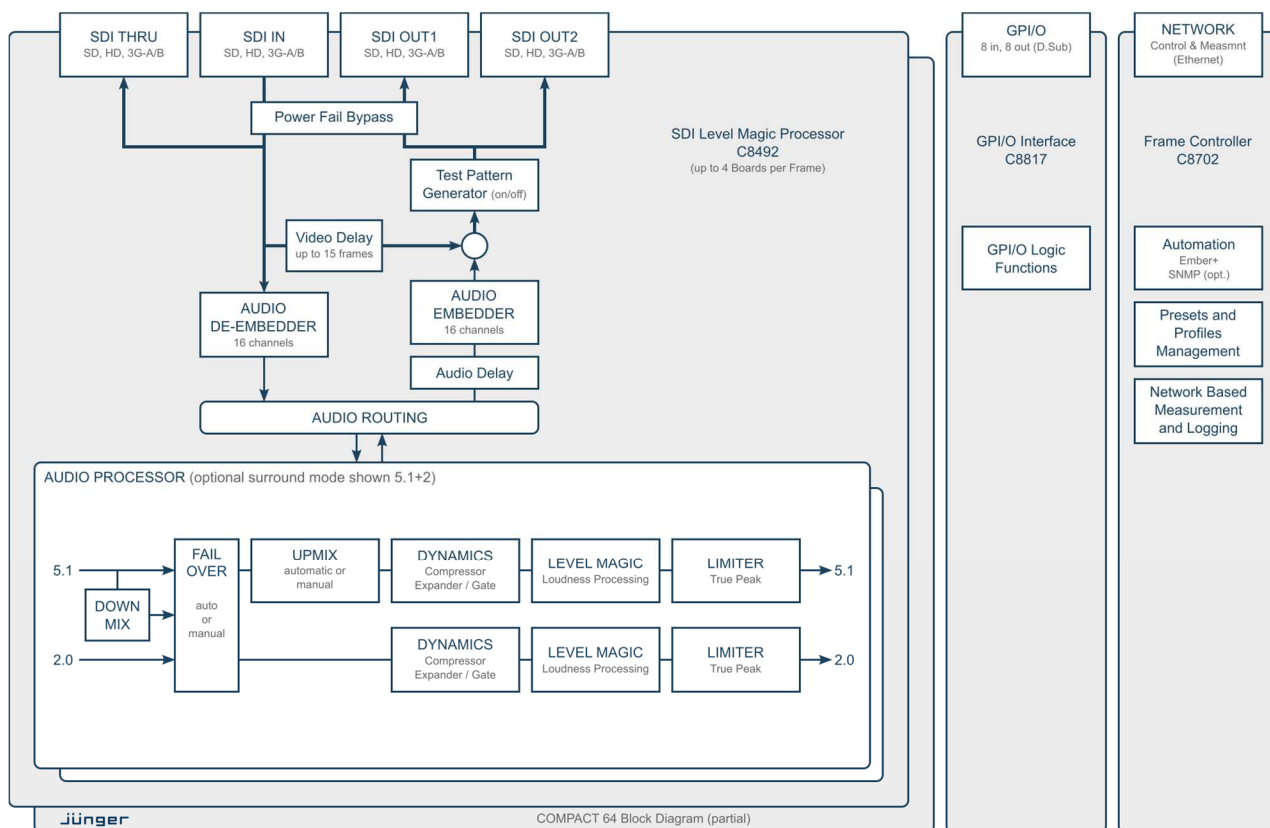 SDI THRU
SD, HD, 3G-A/B
SDI IN
SD, HD, 3G-A/B
SDI OUT1
SD, HD, 3G-A/B
SDI OUT2
SD, HD, 3G-A/B
GPI/O
8 in, 8 out (D.Sub)
NETWORK
Control & Measmnt
(Ethernet)
Power Fail Bypass
SDI Level Magic Processor
C8492
(up to 4 Boards per Frame)
GPI/O Interface
C8817
Frame Controller
C8702
Test Pattern
Generator (on/off)
Video Delay
up to 15 frames
GPI/O Logic
Functions
Automation
Ember+
SNMP (opt.)
AUDIO
DE-EMBEDDER
16 channels
AUDIO
EMBEDDER
16 channels
Presets and
Profiles
Management
Audio Delay
Network Based
Measurement
and Logging
AUDIO ROUTING
AUDIO PROCESSOR (optional surround mode shown 5.1+2)
5.1
DOWN
MIX
2.0
FAIL
OVER
auto
or
manual
UPMIX
automatic or
manual
DYNAMICS
Compressor
Expander / Gate
LEVEL MAGIC
Loudness Processing
LIMITER
True Peak
5.1
DYNAMICS
Compressor
Expander / Gate
LEVEL MAGIC
Loudness Processing
LIMITER
True Peak
2.0
jünger
COMPACT 64 Block Diagram (partial)